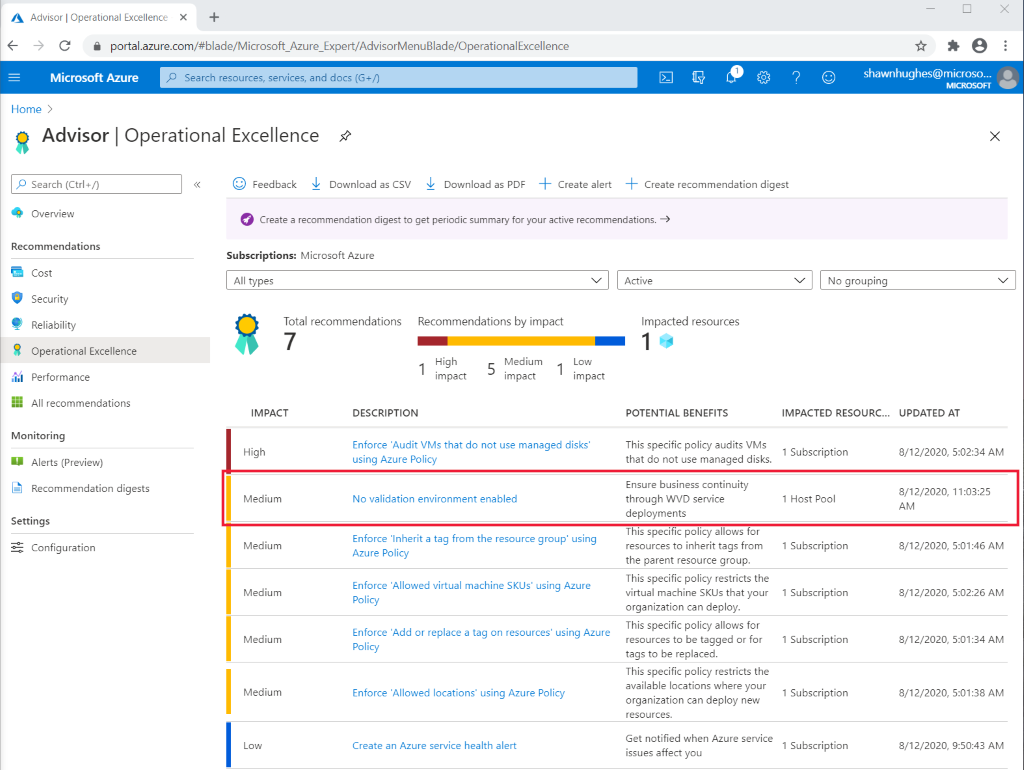 Advisor | Operational Excellence
portal.azure.com/#blade/Microsoft_Azure_Expert/AdvisorMenuBlade/OperationalExcellence
Microsoft Azure
Search resources, services, and docs (G+/)
1
shawnhughes@microso...
MICROSOFT
Home
Advisor | Operational Excellence
Search (Ctrl+/)
Overview
Recommendations
Cost
Security
Reliability
Operational Excellence
Performance
All recommendations
Monitoring
Alerts (Preview)
Recommendation digests
Settings
Configuration
Feedback
Download as CSV
Download as PDF
Create alert
Create recommendation digest
Create a recommendation digest to get periodic summary for your active recommendations. →
Subscriptions: Microsoft Azure
All types
Active
No grouping
Total recommendations
7
Recommendations by impact
1 High impact
5 Medium impact
1 Low impact
Impacted resources
1
IMPACT DESCRIPTION POTENTIAL BENEFITS IMPACTED RESOURC... UPDATED AT
High
Enforce 'Audit VMs that do not use managed disks'
using Azure Policy
This specific policy audits VMs
that do not use managed disks.
1 Subscription
8/12/2020, 5:02:34 AM
Medium
No validation environment enabled
Ensure business continuity
through WVD service
deployments
1 Host Pool
8/12/2020, 11:03:25
AM
Medium
Enforce 'Inherit a tag from the resource group' using
Azure Policy
This specific policy allows for
resources to inherit tags from
the parent resource group.
1 Subscription
8/12/2020, 5:01:46 AM
Medium
Enforce 'Allowed virtual machine SKUs' using Azure
Policy
This specific policy restricts the
virtual machine SKUs that your
organization can deploy.
1 Subscription
8/12/2020, 5:02:26 AM
Medium
Enforce 'Add or replace a tag on resources' using Azure
Policy
This specific policy allows for
resources to be tagged or for
tags to be replaced.
1 Subscription
8/12/2020, 5:01:34 AM
Medium
Enforce 'Allowed locations' using Azure Policy
This specific policy restricts the
available locations where your
organization can deploy new
resources.
1 Subscription
8/12/2020, 5:01:38 AM
Low
Create an Azure service health alert
Get notified when Azure service
issues affect you
1 Subscription
8/12/2020, 9:50:43 AM